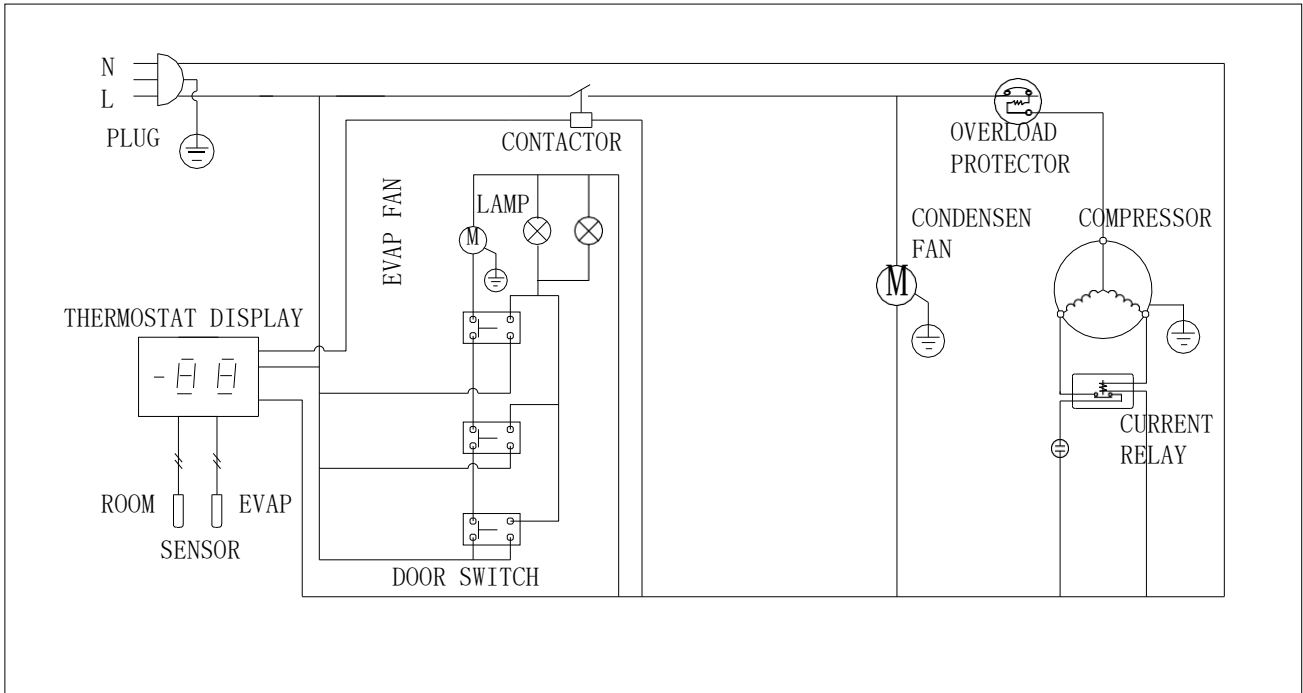 N
L
PLUG
CONTACTOR
OVERLOAD
PROTECTOR
EVAP FAN
LAMP
M
CONDENSEN
FAN
M
COMPRESSOR
THERMOSTAT DISPLAY
-88
CURRENT
RELAY
ROOM
EVAP
SENSOR
DOOR SWITCH